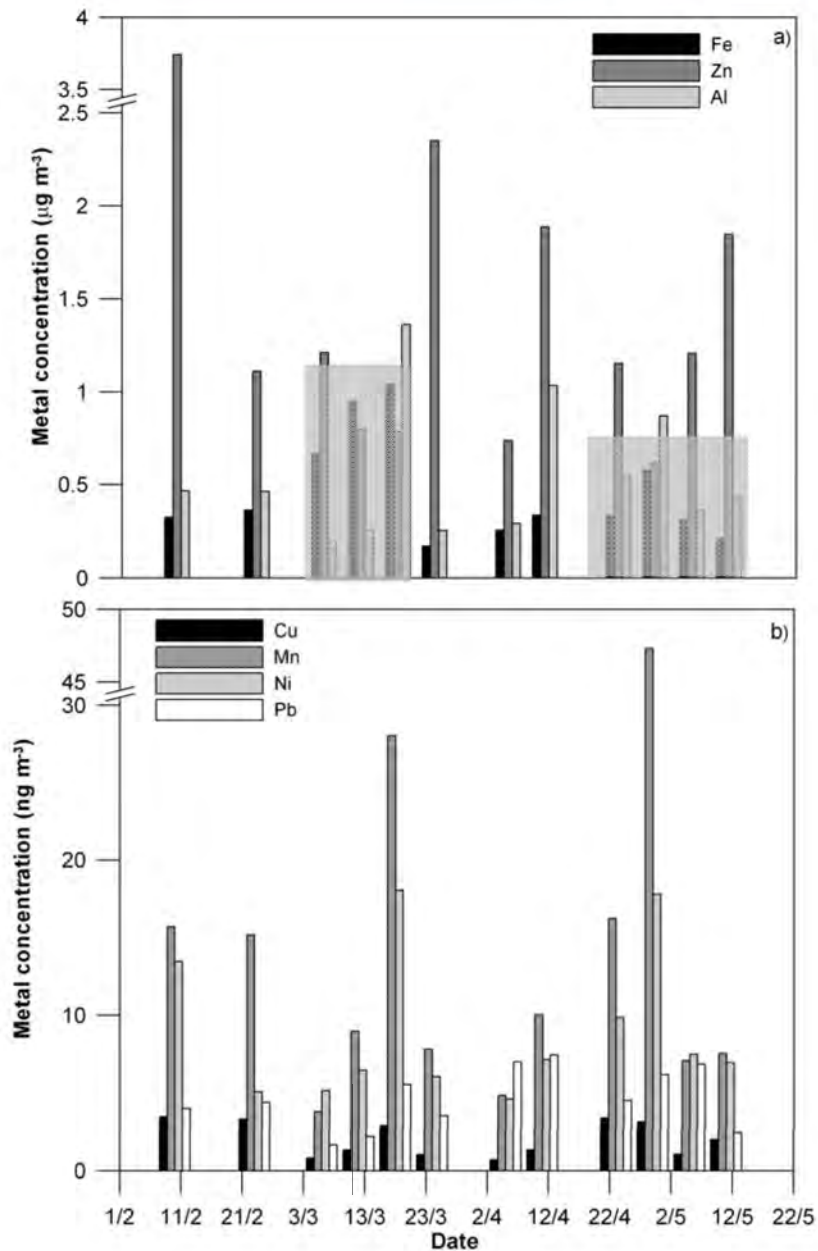 4
a)
Fe
Zn
Al
3.5
2.5
2
1.5
1
0.5
0
Metal concentration (μg m⁻³)
50
b)
Cu
Mn
Ni
Pb
45
30
20
10
0
Metal concentration (ng m⁻³)
1/2 11/2 21/2 3/3 13/3 23/3 2/4 12/4 22/4 2/5 12/5 22/5
Date